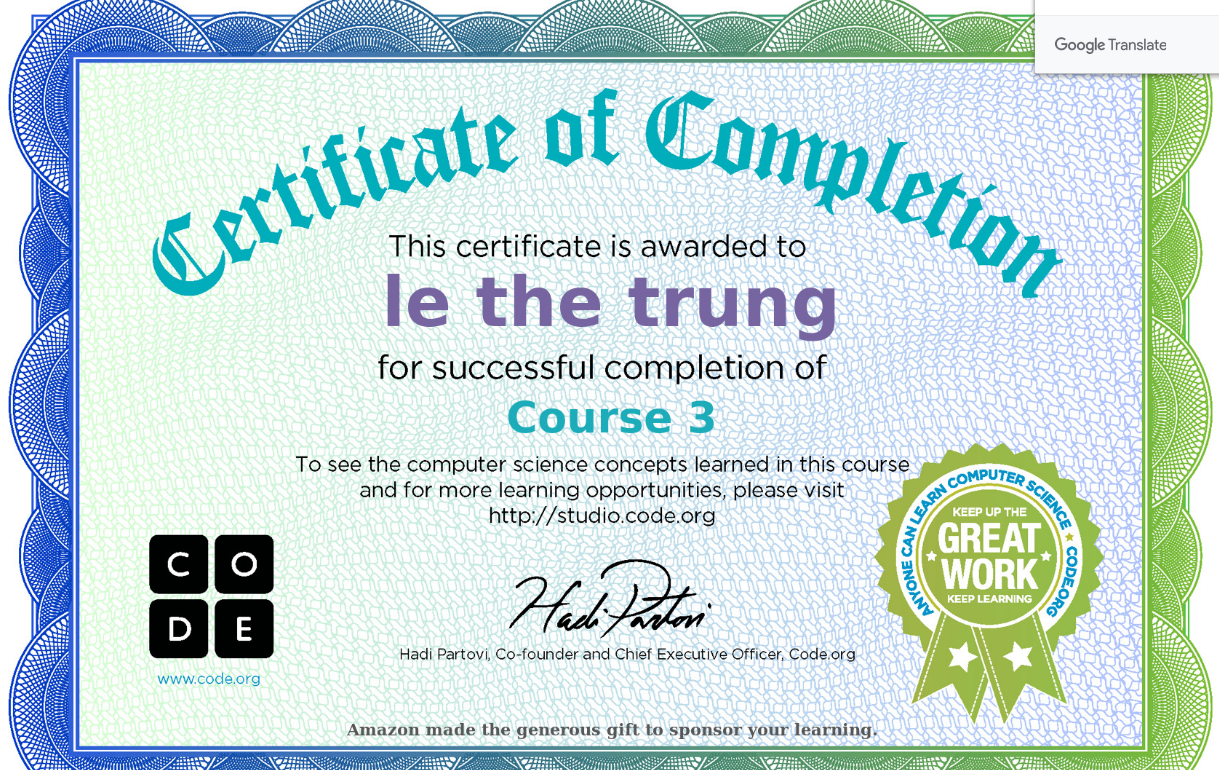 Google Translate
Certificate of Completion
This certificate is awarded to
le the trung
for successful completion of
Course 3
To see the computer science concepts learned in this course
and for more learning opportunities, please visit
http://studio.code.org
ANYONE CAN LEARN COMPUTER SCIENCE ★ CODE.ORG
KEEP UP THE
GREAT
WORK
KEEP LEARNING
C O
D E
www.code.org
Hadi Partovi
Hadi Partovi, Co-founder and Chief Executive Officer, Code.org
Amazon made the generous gift to sponsor your learning.